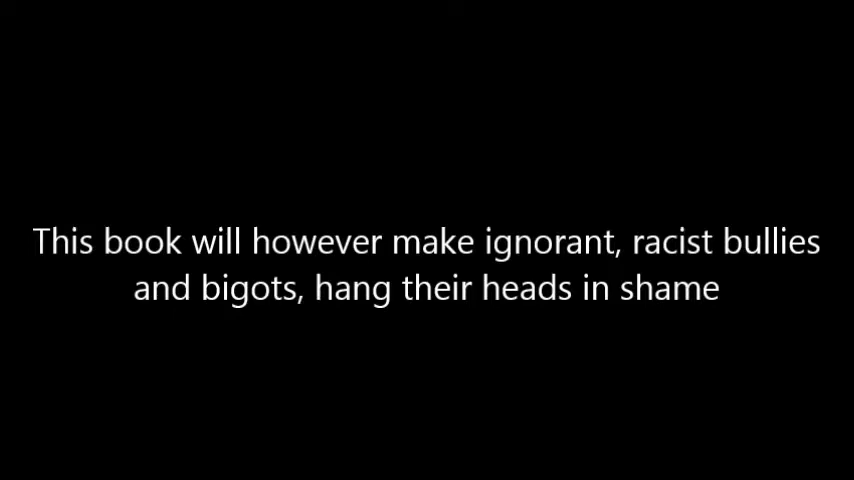 This book will however make ignorant, racist bullies
and bigots, hang their heads in shame